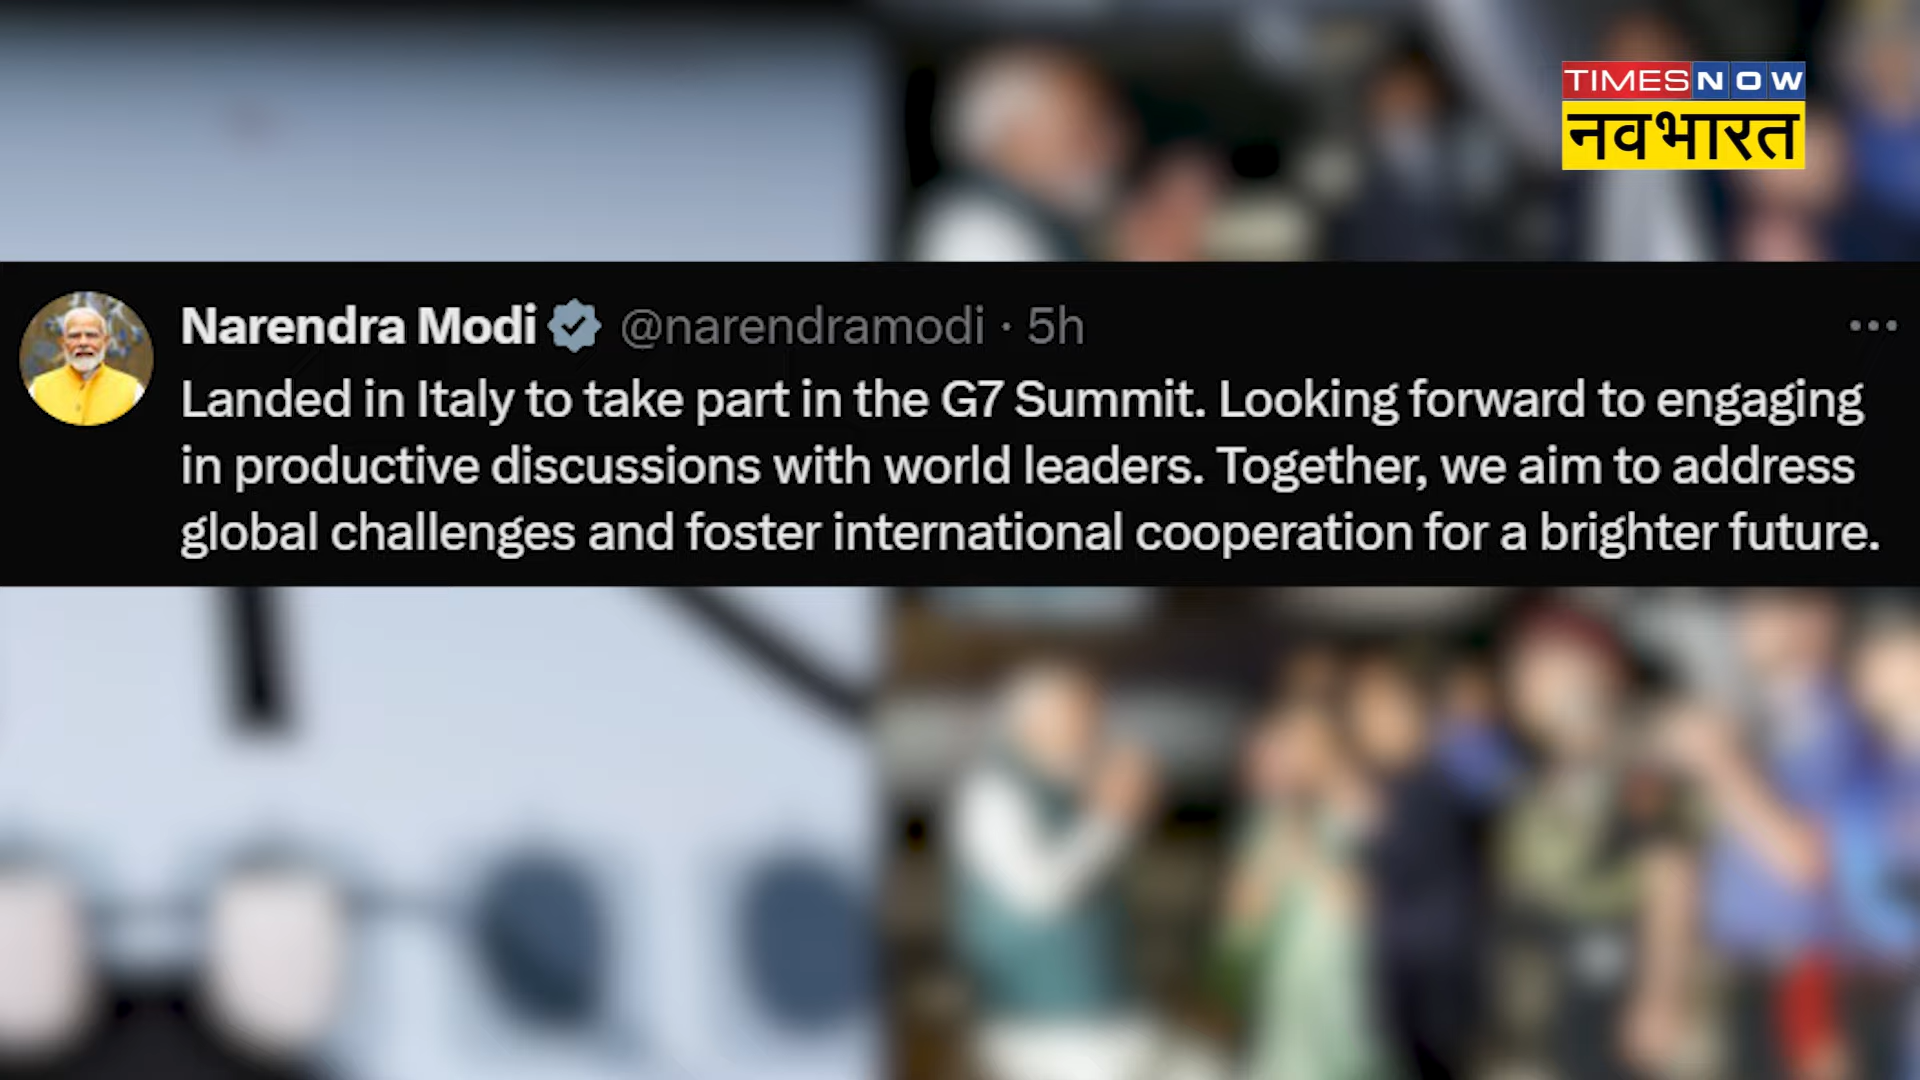 TIMES NOW
नवभारत
Narendra Modi @narendramodi · 5h
Landed in Italy to take part in the G7 Summit. Looking forward to engaging
in productive discussions with world leaders. Together, we aim to address
global challenges and foster international cooperation for a brighter future.